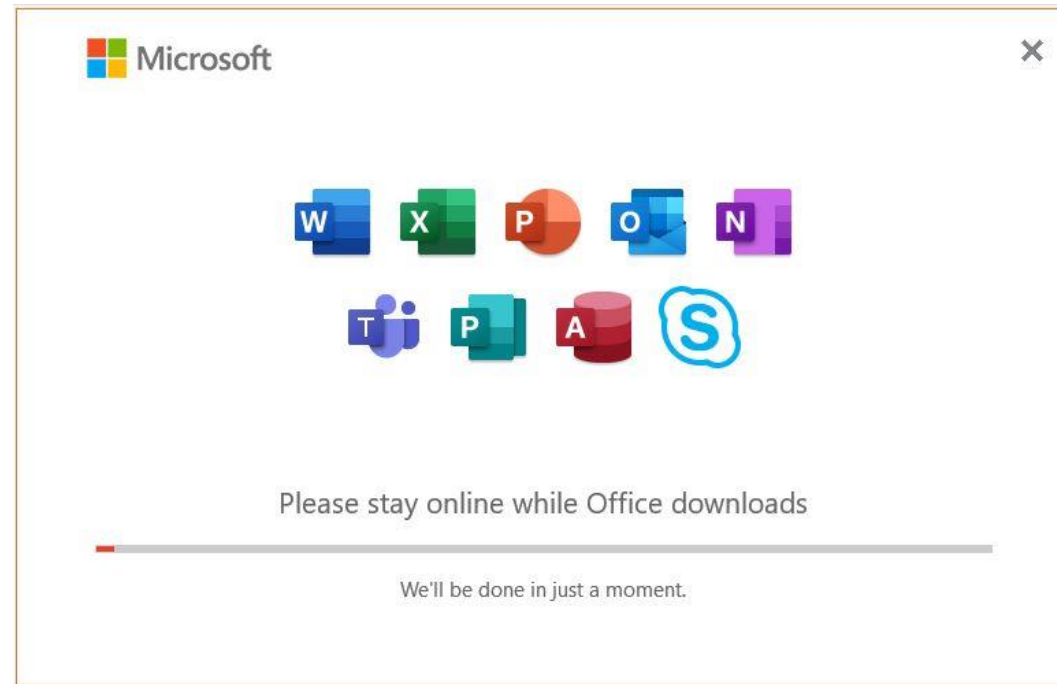 Microsoft
W X P O N
T P A S
Please stay online while Office downloads
We'll be done in just a moment.